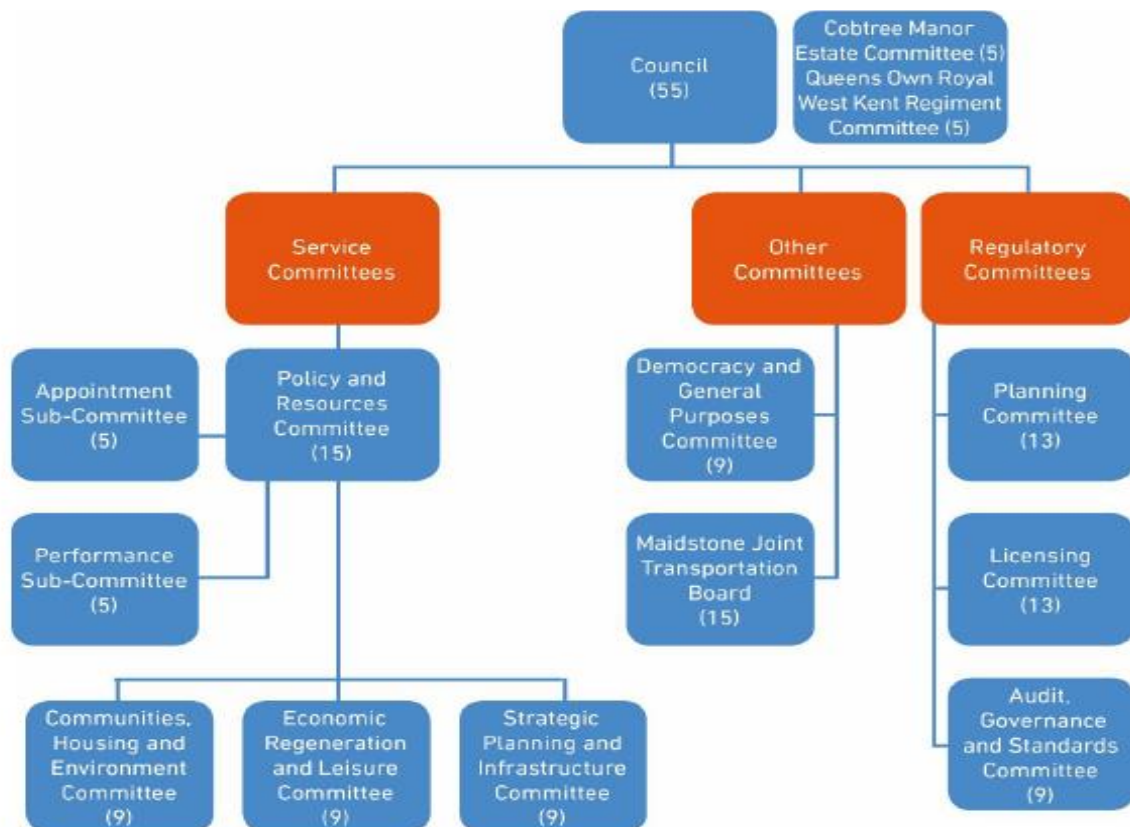 Council
(55)
Cobtree Manor
Estate Committee (5)
Queens Own Royal
West Kent Regiment
Committee (5)
Service
Committees
Other
Committees
Regulatory
Committees
Appointment
Sub-Committee
(5)
Policy and
Resources
Committee
(15)
Democracy and
General
Purposes
Committee
(9)
Planning
Committee
(13)
Performance
Sub-Committee
(5)
Maidstone Joint
Transportation
Board
(15)
Licensing
Committee
(13)
Communities,
Housing and
Environment
Committee
(9)
Economic
Regeneration
and Leisure
Committee
(9)
Strategic
Planning and
Infrastructure
Committee
(9)
Audit,
Governance
and Standards
Committee
(9)